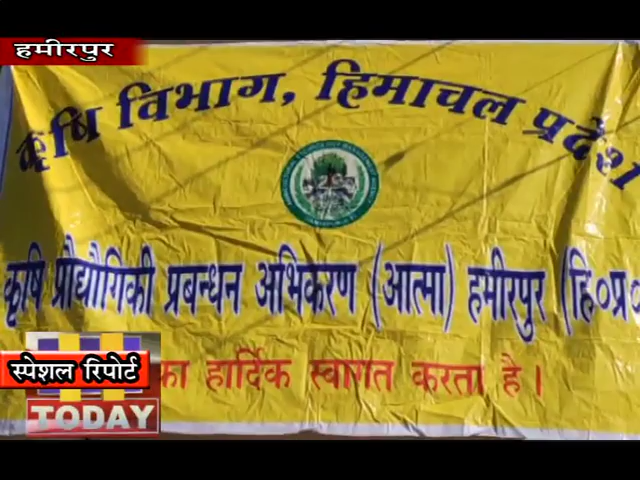 हमीरपुर
कृषि विभाग, हिमाचल प्रदेश
कृषि प्रौद्योगिकी प्रबन्धन अभिकरण (आत्मा) हमीरपुर (हि०प्र०
स्पेशल रिपोर्ट
का हार्दिक स्वागत करता है।
TODAY